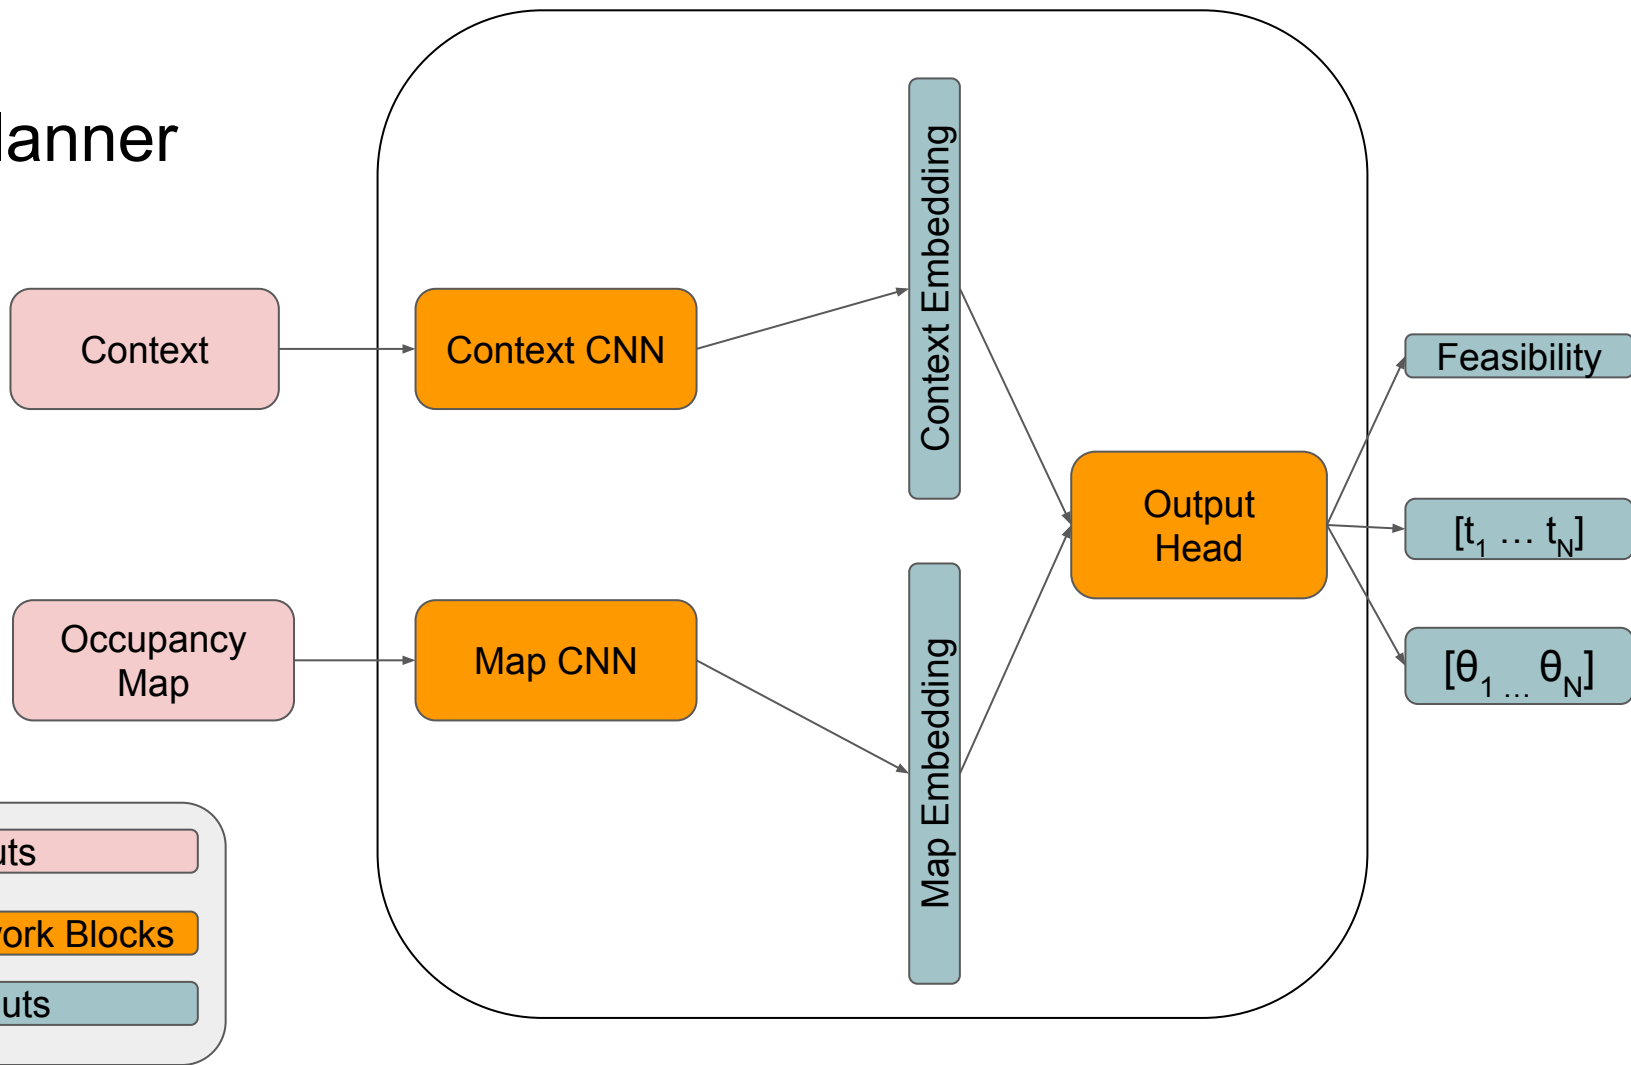 lanner
Context
Context CNN
Context Embedding
Feasibility
Output
Head
[t1 … tN]
[θ1 … θN]
Occupancy
Map
Map CNN
Map Embedding
uts
ork Blocks
uts